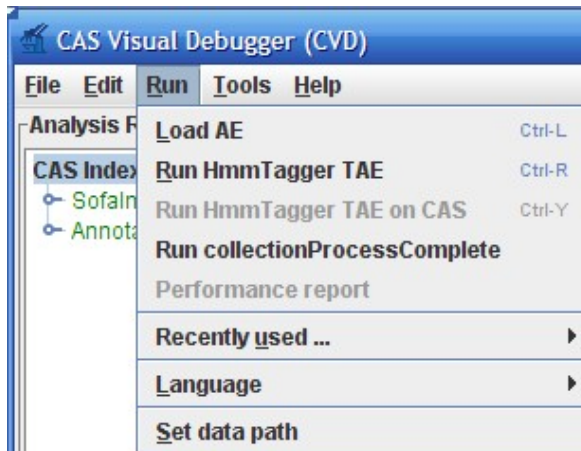 CAS Visual Debugger (CVD)
File Edit Run Tools Help
Analysis R
CAS Index
Sofain
Annota
Load AE Ctrl-L
Run HmmTagger TAE Ctrl-R
Run HmmTagger TAE on CAS Ctrl-Y
Run collectionProcessComplete
Performance report
Recently used ...
Language
Set data path